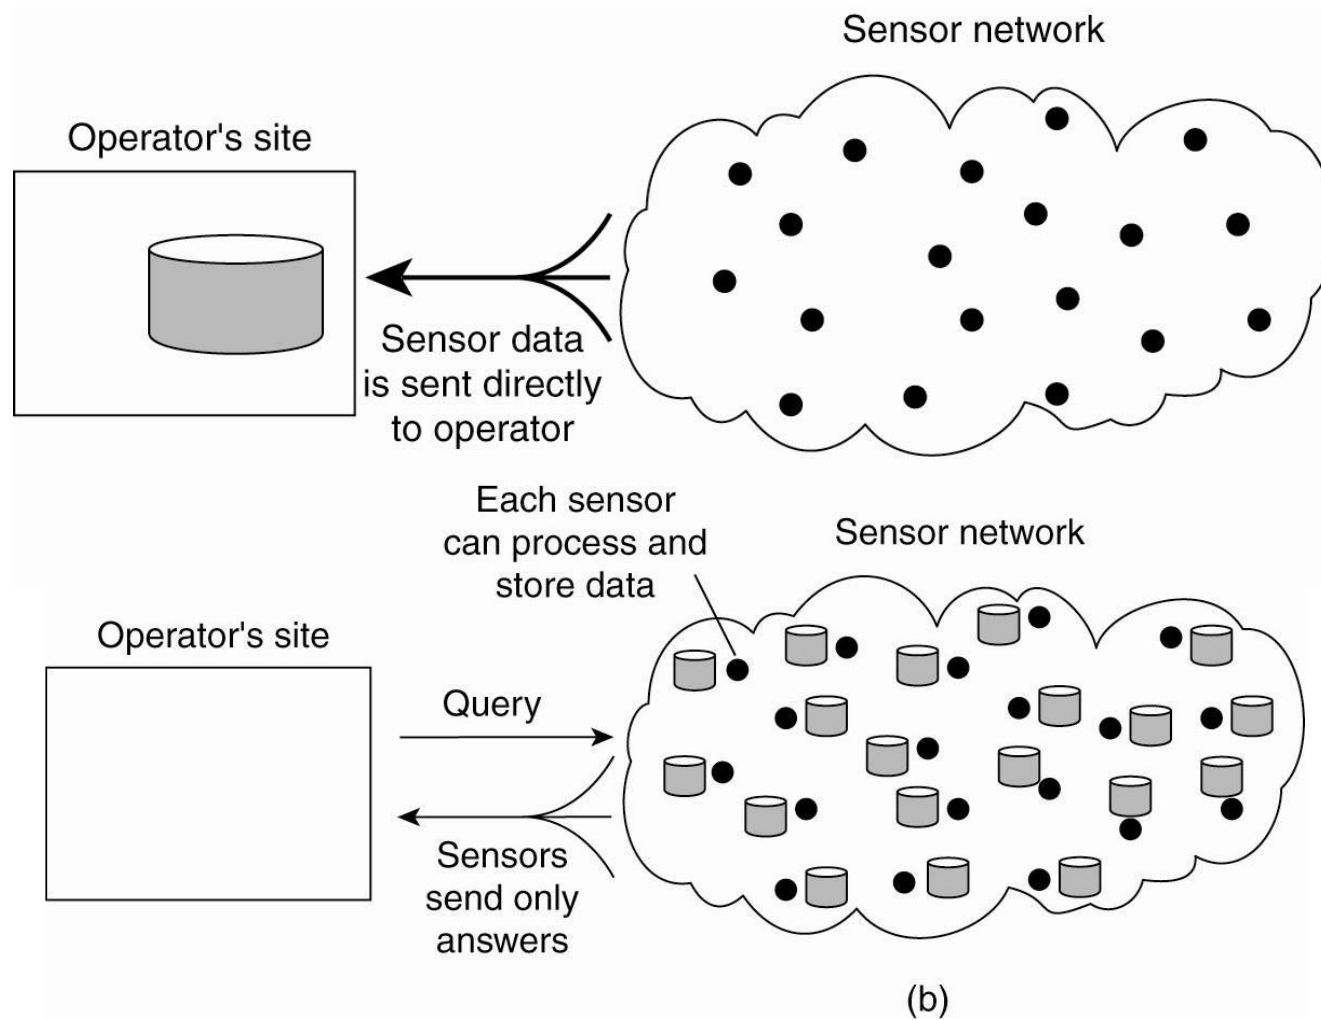 Sensor network
Operator's site
Sensor data
is sent directly
to operator
Each sensor
can process and
store data
Sensor network
Operator's site
Query
Sensors
send only
answers
(b)